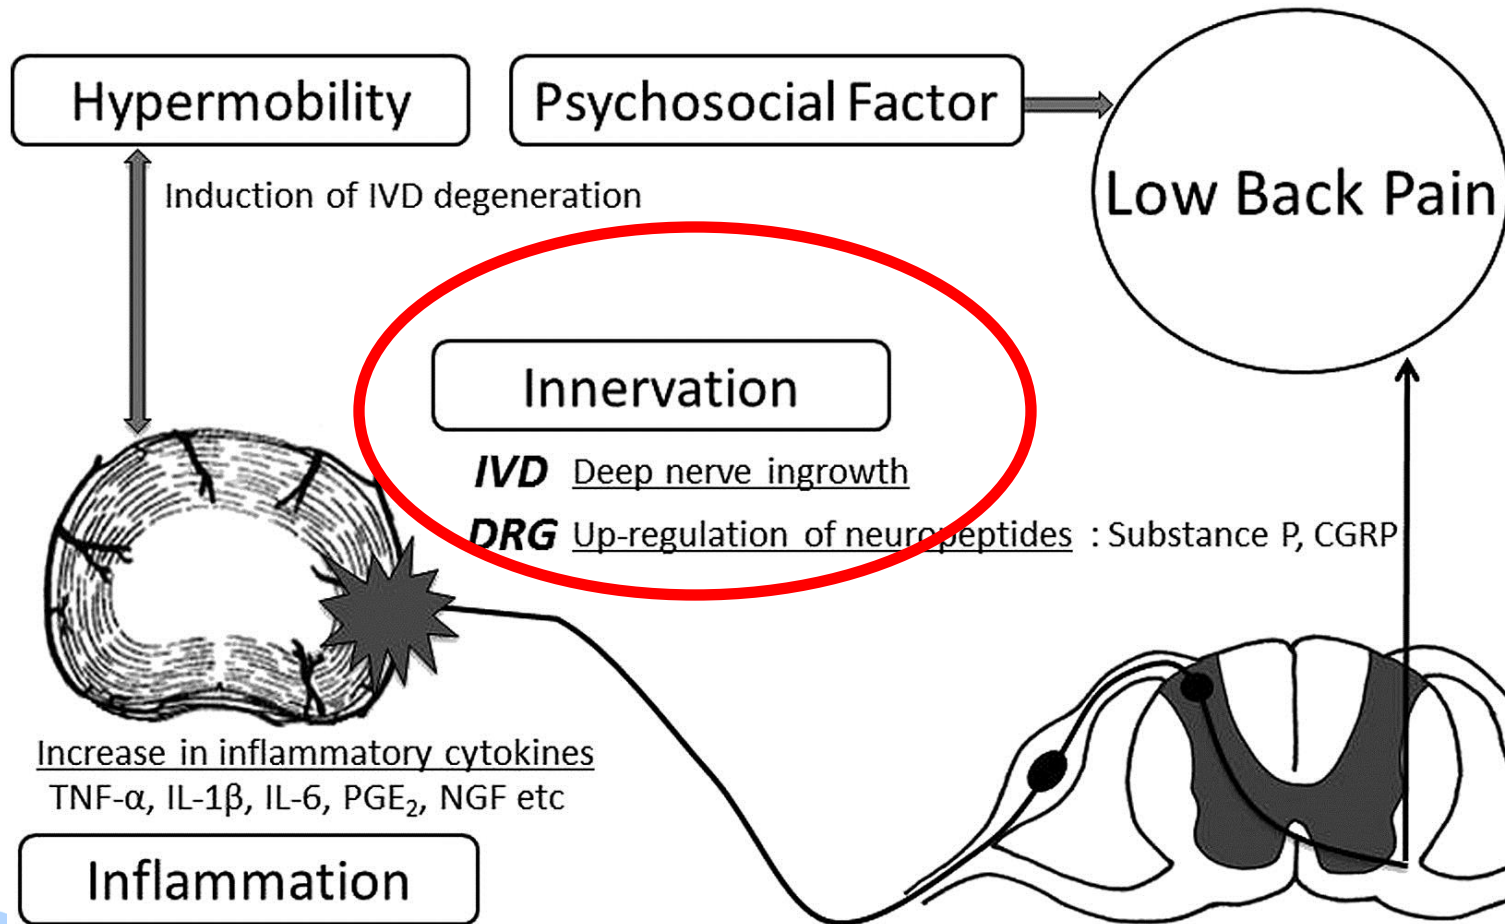 Hypermobility
Psychosocial Factor
Low Back Pain
Induction of IVD degeneration
Innervation
IVD Deep nerve ingrowth
DRG Up-regulation of neuropeptides : Substance P, CGRP
Increase in inflammatory cytokines
TNF-α, IL-1β, IL-6, PGE₂, NGF etc
Inflammation